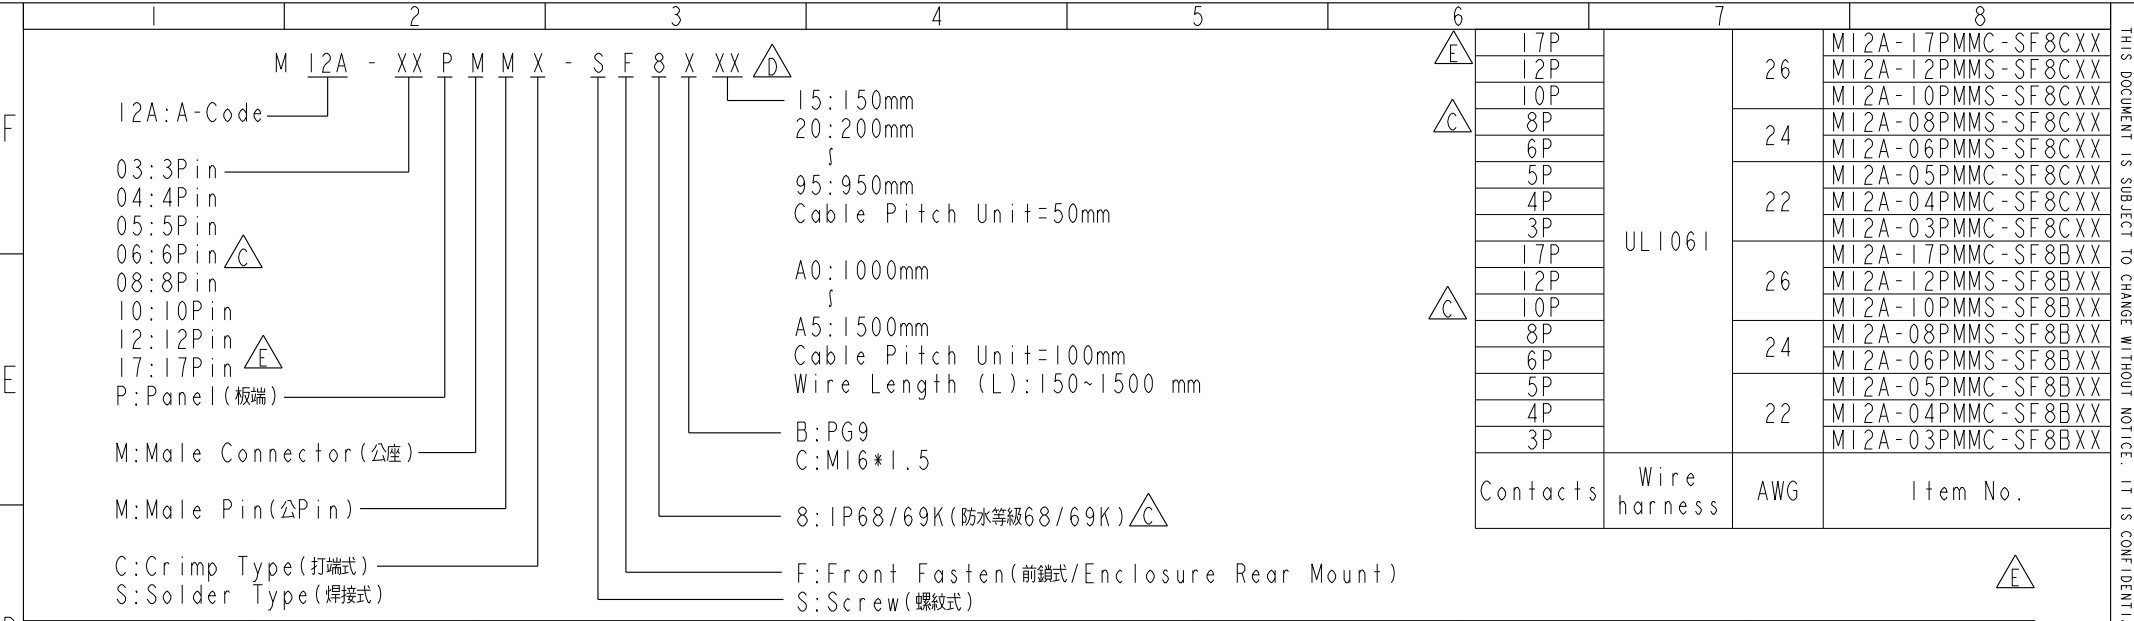 1 2 3 4 5 6 7 8
F
E
M 12A - XX P M M X - S F 8 X XX D
12A:A-Code
03:3Pin
04:4Pin
05:5Pin
06:6Pin C
08:8Pin
10:10Pin
12:12Pin
17:17Pin E
P:Panel(板端)
M:Male Connector(公座)
M:Male Pin(公Pin)
C:Crimp Type(打端式)
S:Solder Type(焊接式)
15:150mm
20:200mm
∫
95:950mm
Cable Pitch Unit=50mm
A0:1000mm
∫
A5:1500mm
Cable Pitch Unit=100mm
Wire Length (L):150~1500 mm
B:PG9
C:M16*1.5
8:IP68/69K(防水等級68/69K) C
F:Front Fasten(前鎖式/Enclosure Rear Mount)
S:Screw(螺紋式)
E
C
C
E
17P UL1061 26 M12A-17PMMC-SF8CXX
12P M12A-12PMMS-SF8CXX
10P M12A-10PMMS-SF8CXX
8P 24 M12A-08PMMS-SF8CXX
6P M12A-06PMMS-SF8CXX
5P 22 M12A-05PMMC-SF8CXX
4P M12A-04PMMC-SF8CXX
3P M12A-03PMMC-SF8CXX
17P 26 M12A-17PMMC-SF8BXX
12P M12A-12PMMS-SF8BXX
10P M12A-10PMMS-SF8BXX
8P 24 M12A-08PMMS-SF8BXX
6P M12A-06PMMS-SF8BXX
5P 22 M12A-05PMMC-SF8BXX
4P M12A-04PMMC-SF8BXX
3P M12A-03PMMC-SF8BXX
Contacts Wire harness AWG Item No.
THIS DOCUMENT IS SUBJECT TO CHANGE WITHOUT NOTICE. IT IS